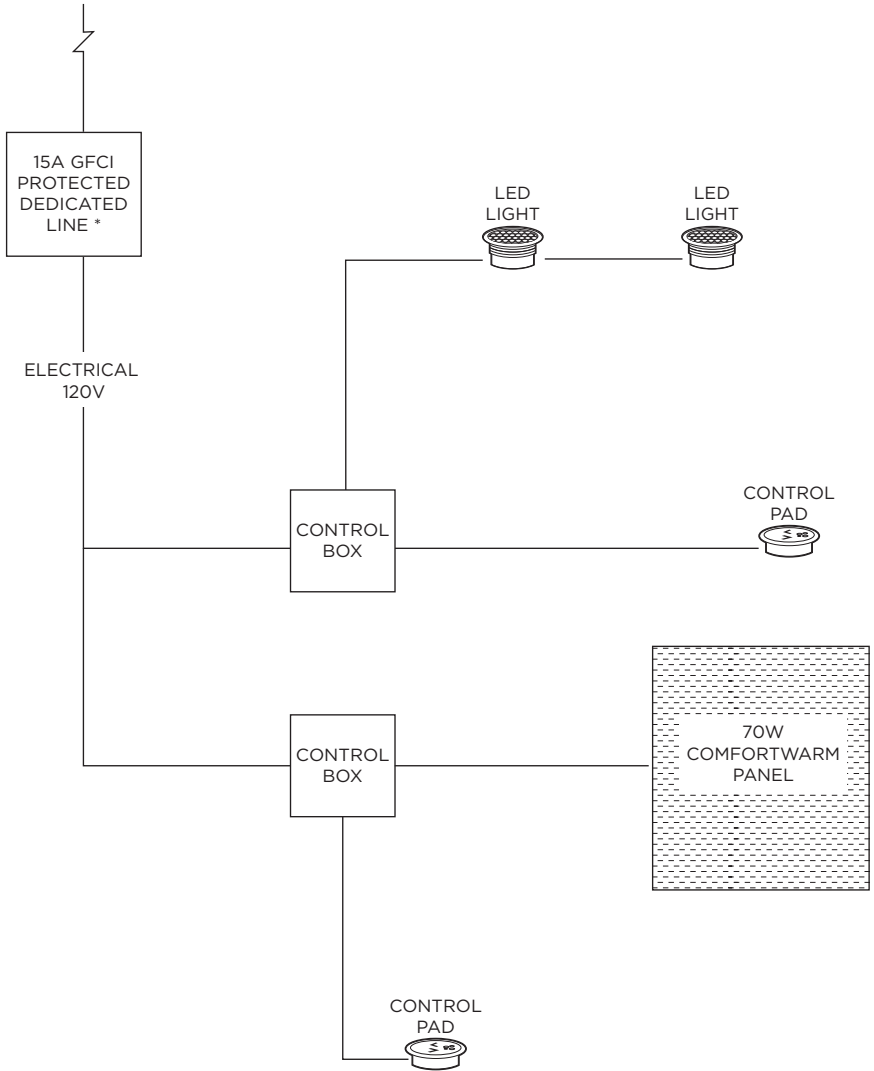 15A GFCI
PROTECTED
DEDICATED
LINE *
LED
LIGHT
LED
LIGHT
ELECTRICAL
120V
CONTROL
BOX
CONTROL
PAD
CONTROL
BOX
70W
COMFORTWARM
PANEL
CONTROL
PAD